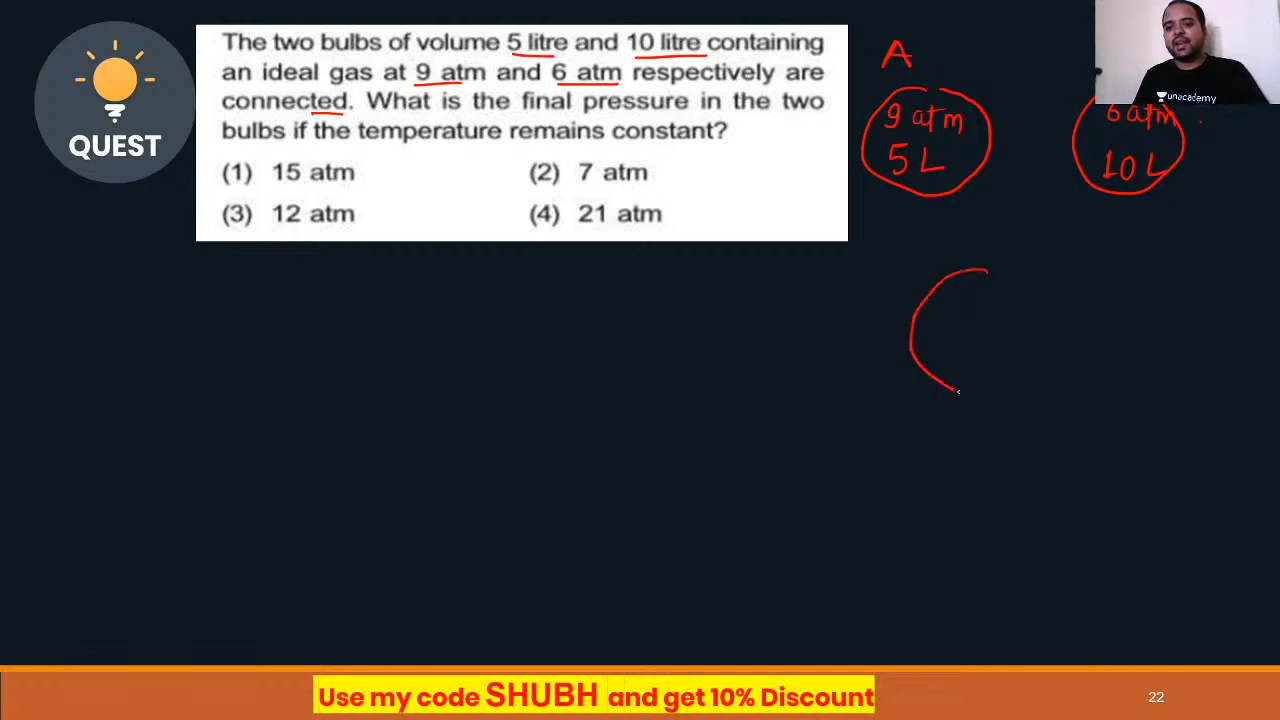 The two bulbs of volume 5 litre and 10 litre containing
an ideal gas at 9 atm and 6 atm respectively are
connected. What is the final pressure in the two
bulbs if the temperature remains constant?
(1) 15 atm (2) 7 atm
(3) 12 atm (4) 21 atm
QUEST
A
9 atm
5 L
6 atm
10 L
unacademy
Use my code SHUBH and get 10% Discount
22